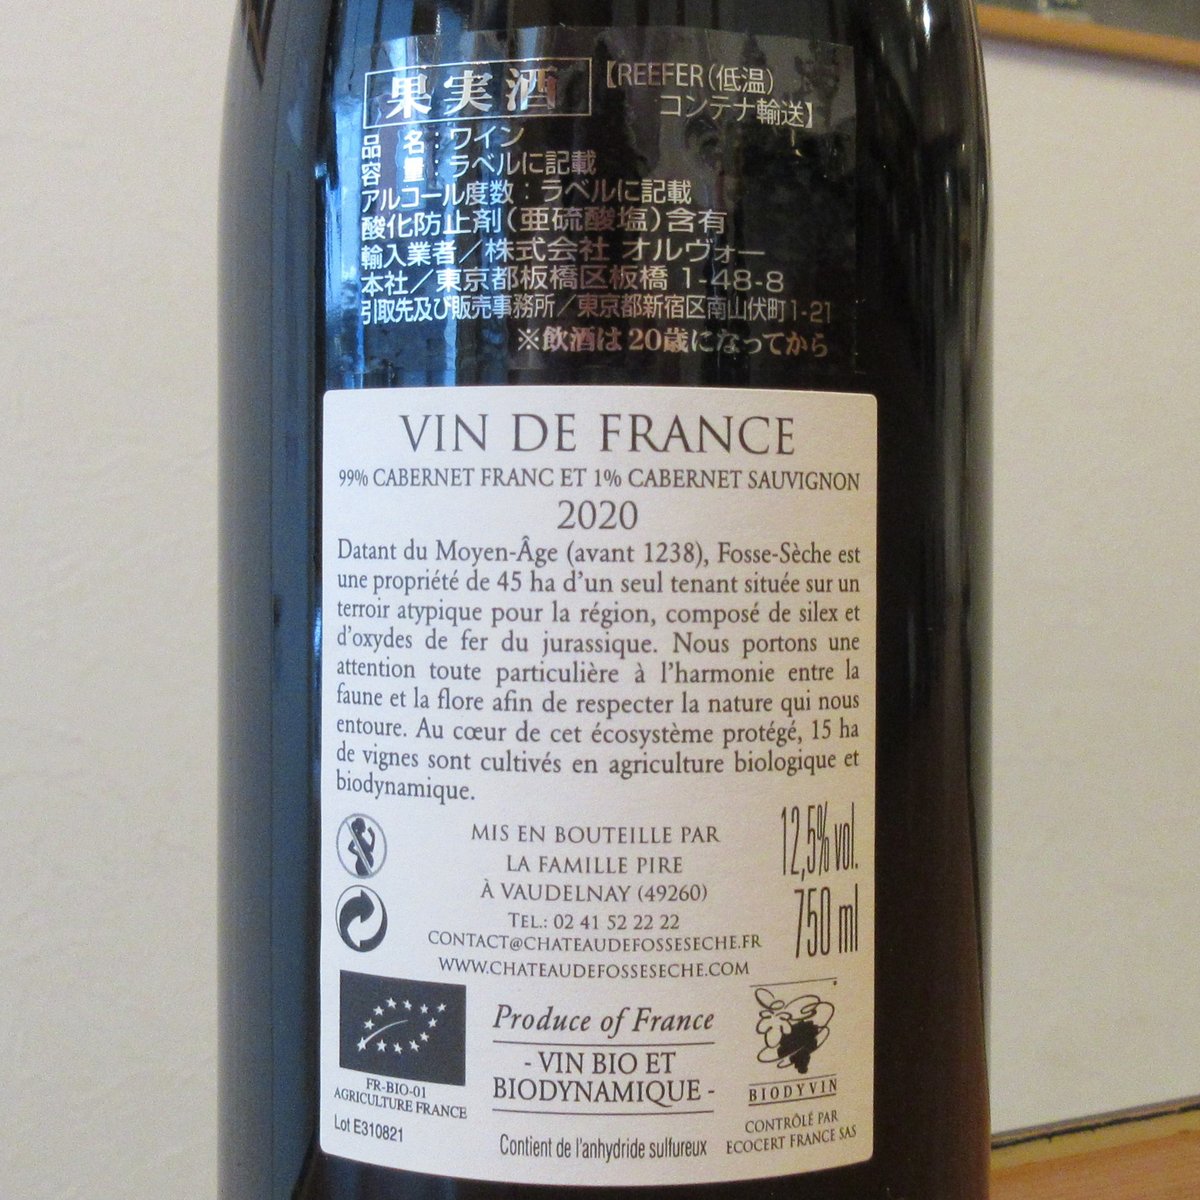 果実酒
【REEFER(低温)
コンテナ輸送】
品 名:ワイン
容 量:ラベルに記載
アルコール度数:ラベルに記載
酸化防止剤(亜硫酸塩)含有
輸入業者/株式会社 オルヴォー
本社/東京都板橋区板橋 1-48-8
引取先及び販売事務所/東京都新宿区南山伏町1-21
※飲酒は20歳になってから
VIN DE FRANCE
99% CABERNET FRANC ET 1% CABERNET SAUVIGNON
2020
Datant du Moyen-Âge (avant 1238), Fosse-Sèche est
une propriété de 45 ha d'un seul tenant située sur un
terroir atypique pour la région, composé de silex et
d'oxydes de fer du jurassique. Nous portons une
attention toute particulière à l'harmonie entre la
faune et la flore afin de respecter la nature qui nous
entoure. Au cœur de cet écosystème protégé, 15 ha
de vignes sont cultivés en agriculture biologique et
biodynamique.
MIS EN BOUTEILLE PAR
LA FAMILLE PIRE
À VAUDELNAY (49260)
TEL.: 02 41 52 22 22
CONTACT@CHATEAUDEFOSSESECHE.FR
WWW.CHATEAUDEFOSSESECHE.COM
12,5% vol.
750 ml
FR-BIO-01
AGRICULTURE FRANCE
Lot E310821
Produce of France
- VIN BIO ET
BIODYNAMIQUE -
Contient de l'anhydride sulfureux
BIODYVIN
CONTRÔLÉ PAR
ECOCERT FRANCE SAS